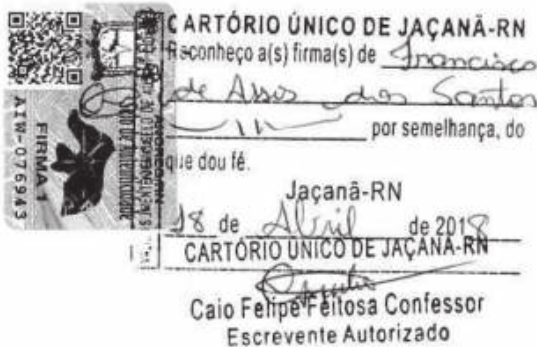 CARTÓRIO ÚNICO DE JAÇANÃ-RN
Reconheço a(s) firma(s) de Francisco
de Assis dos Santos
por semelhança, do
que dou fé.
Jaçanã-RN
18 de Abril de 2018
CARTÓRIO ÚNICO DE JAÇANÃ-RN
Caio Felipe Feitosa Confessor
Escrevente Autorizado
FIRMA 1
AIW-076943